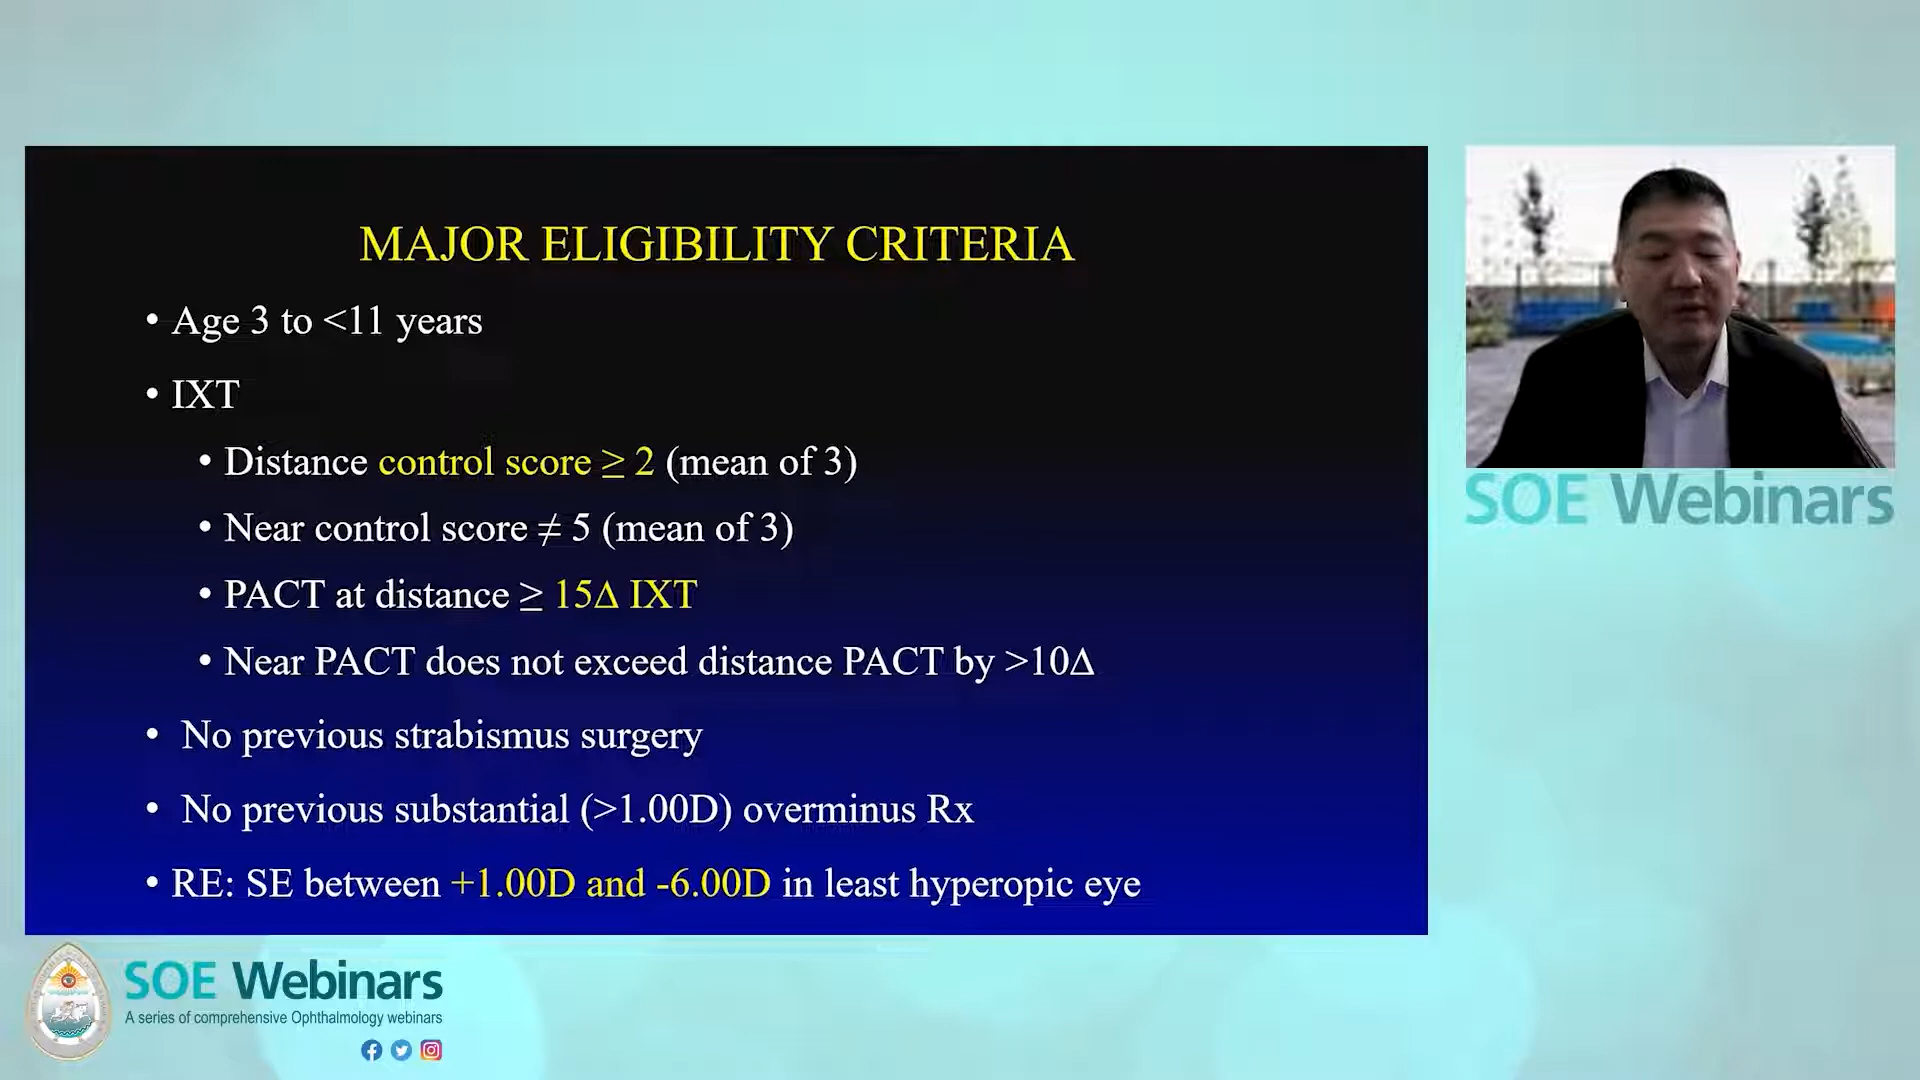 MAJOR ELIGIBILITY CRITERIA
• Age 3 to <11 years
• IXT
• Distance control score ≥ 2 (mean of 3)
• Near control score ≠ 5 (mean of 3)
• PACT at distance ≥ 15Δ IXT
• Near PACT does not exceed distance PACT by >10Δ
• No previous strabismus surgery
• No previous substantial (>1.00D) overminus Rx
• RE: SE between +1.00D and -6.00D in least hyperopic eye
SOE Webinars
SOE Webinars
A series of comprehensive Ophthalmology webinars